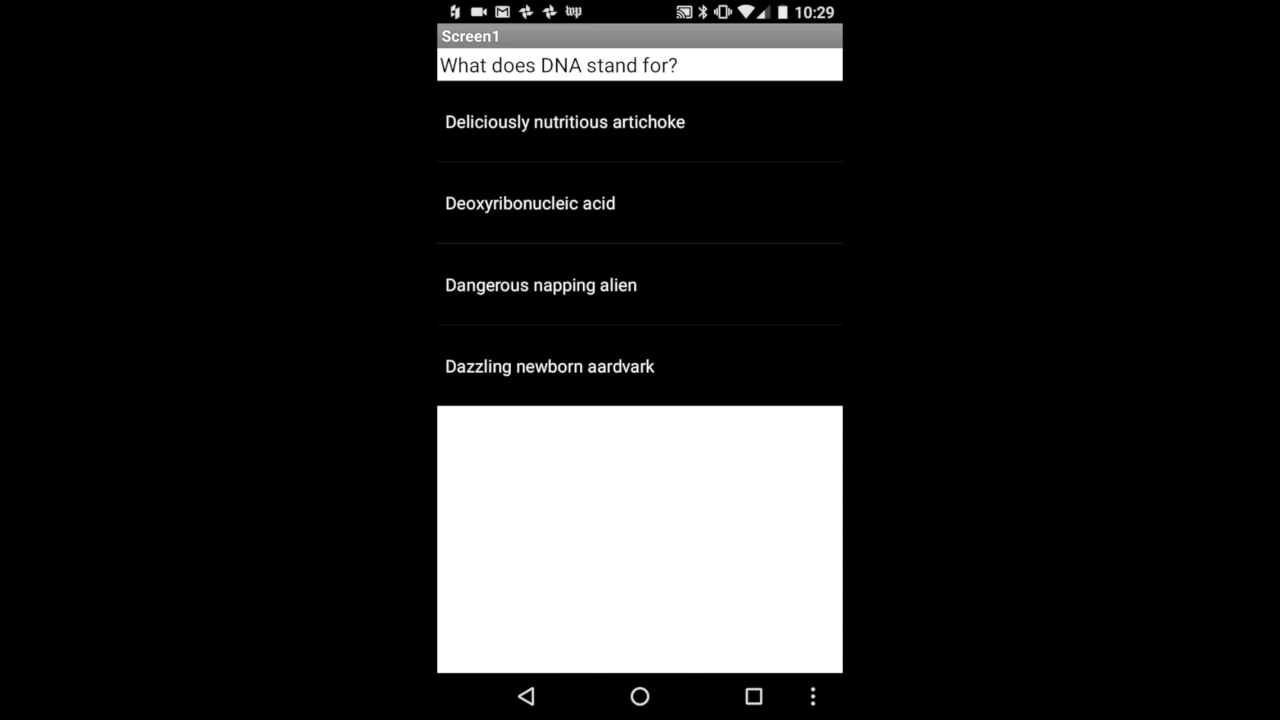 10:29
Screen1
What does DNA stand for?
Deliciously nutritious artichoke
Deoxyribonucleic acid
Dangerous napping alien
Dazzling newborn aardvark